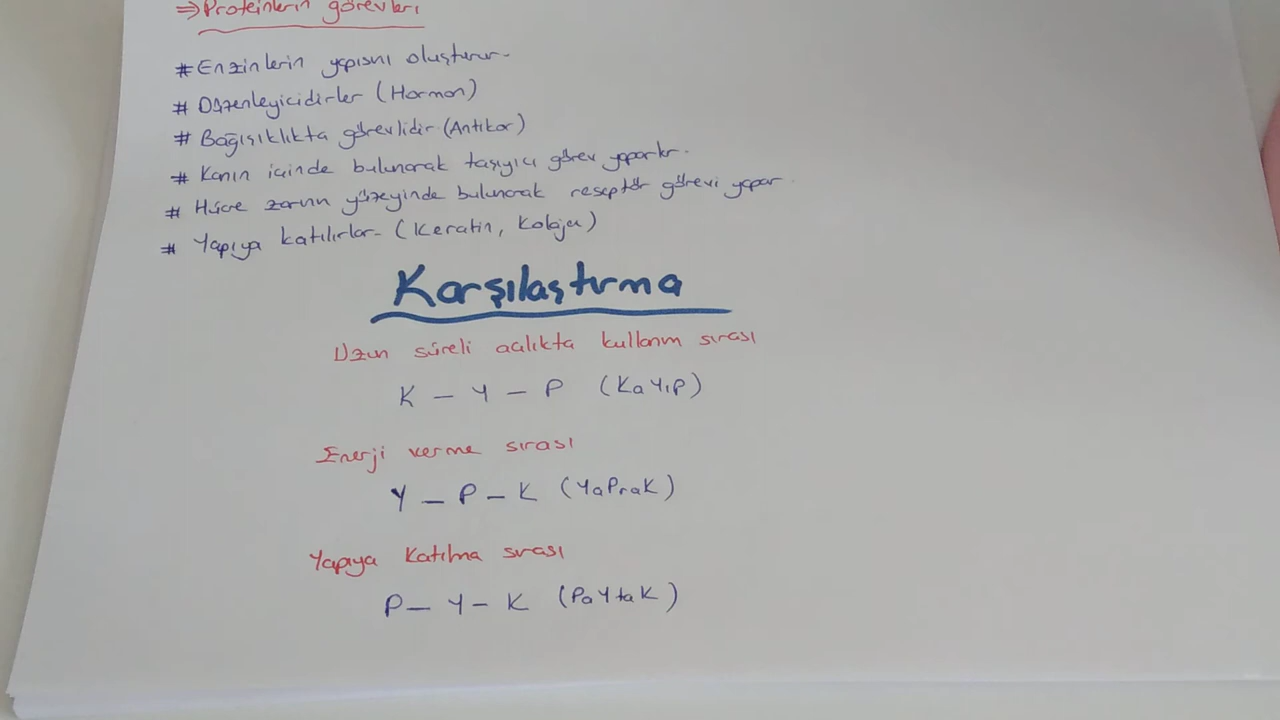 ⇒Proteinlerin görevleri
# Enzimlerin yapısını oluşturur.
# Düzenleyicidirler (Hormon)
# Bağışıklıkta görevlidir (Antikor)
# Kanın içinde bulunarak taşıyıcı görev yaparlar.
# Hücre zarının yüzeyinde bulunarak reseptör görevi yapar.
# Yapıya katılırlar. (Keratin, Kolajen)
Karşılaştırma
Uzun süreli açlıkta kullanım sırası
K – Y – P (KaYıP)
Enerji verme sırası
Y – P – K (YaPraK)
Yapıya katılma sırası
P – Y – K (PaYtaK)